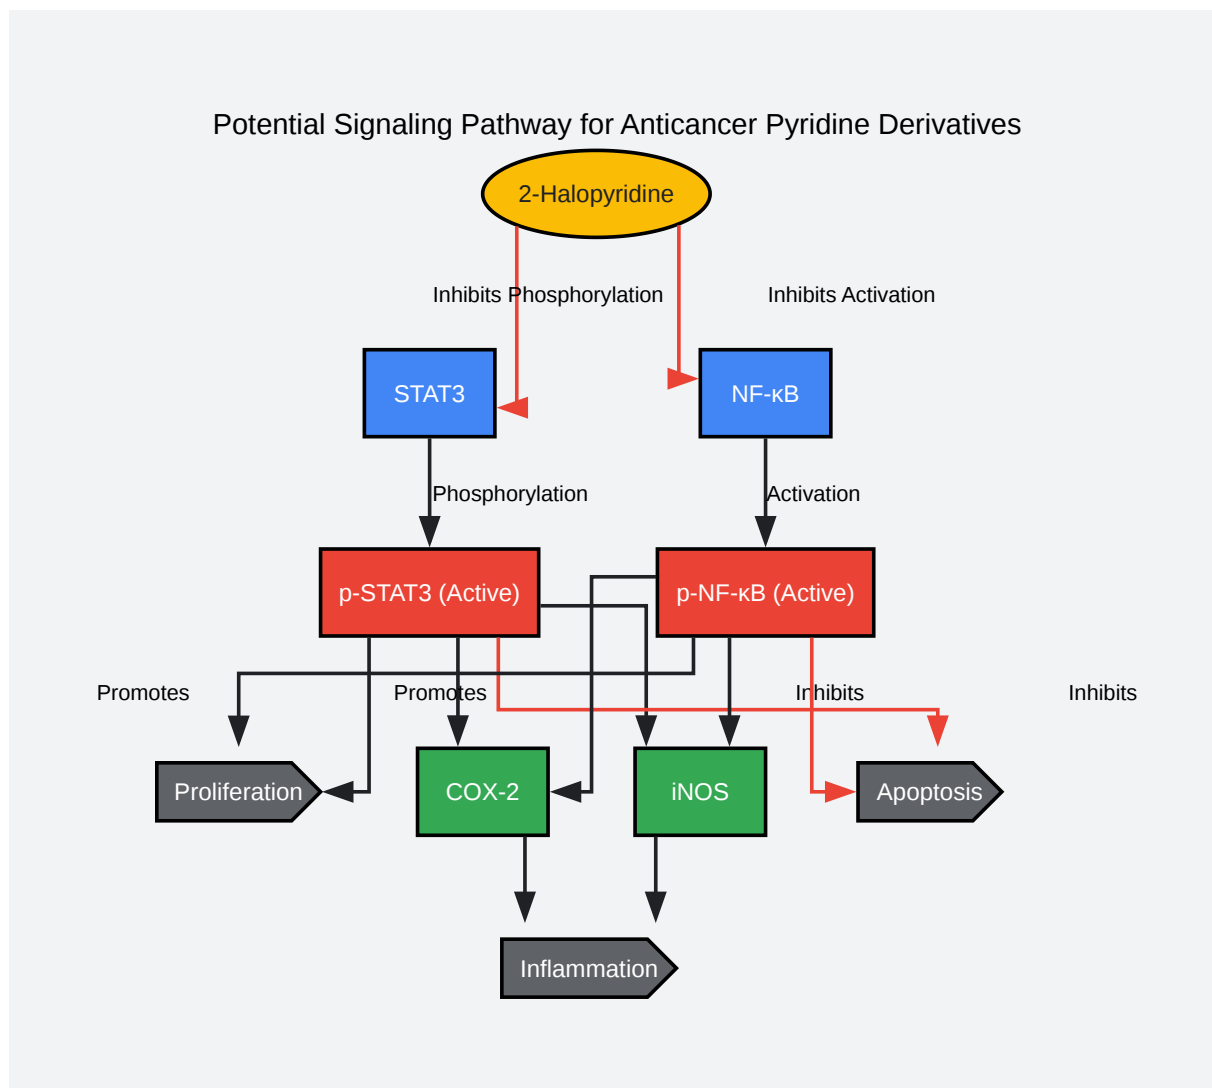 Potential Signaling Pathway for Anticancer Pyridine Derivatives
2-Halopyridine
Inhibits Phosphorylation
Inhibits Activation
STAT3
NF-κB
Phosphorylation
Activation
p-STAT3 (Active)
p-NF-κB (Active)
Promotes
Promotes
Inhibits
Inhibits
Proliferation
COX-2
iNOS
Apoptosis
Inflammation